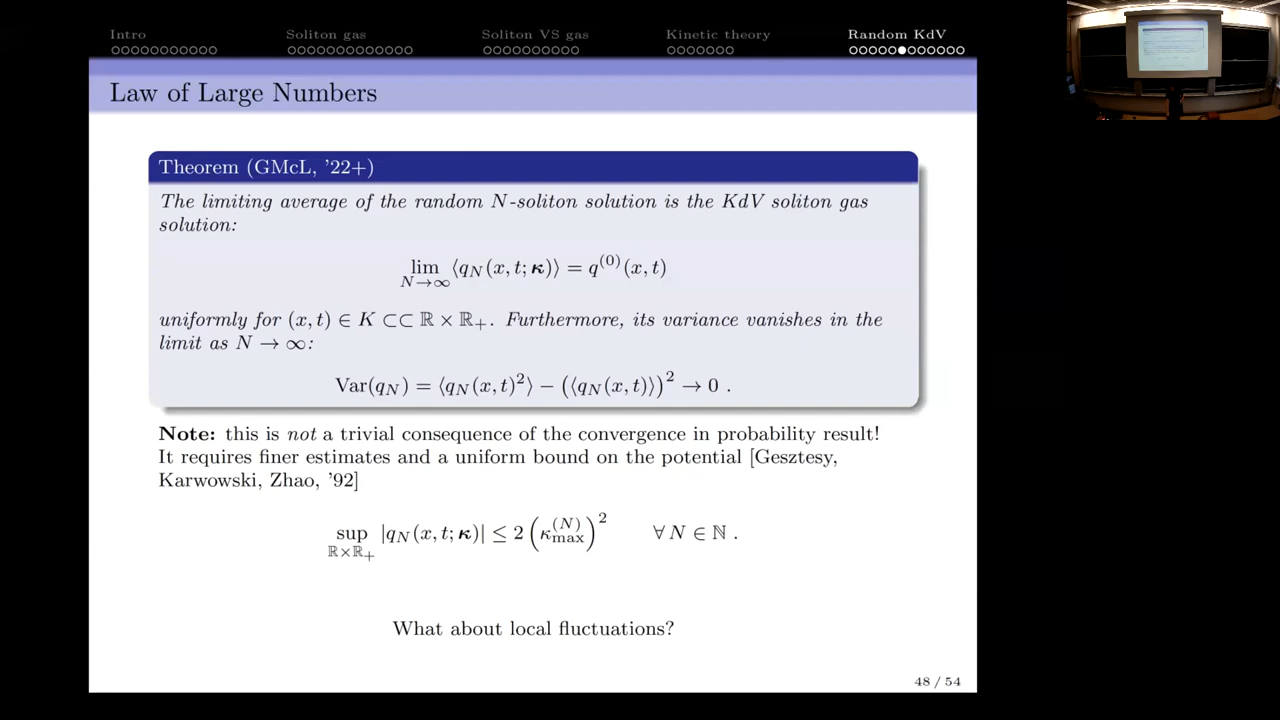 Intro Soliton gas Soliton VS gas Kinetic theory Random KdV
Law of Large Numbers
Theorem (GMcL, '22+)
The limiting average of the random N-soliton solution is the KdV soliton gas
solution:
lim_{N→∞} ⟨q_N(x, t; κ)⟩ = q^{(0)}(x, t)
uniformly for (x, t) ∈ K ⊂⊂ ℝ × ℝ₊. Furthermore, its variance vanishes in the
limit as N → ∞:
Var(q_N) = ⟨q_N(x, t)²⟩ − (⟨q_N(x, t)⟩)² → 0 .
Note: this is not a trivial consequence of the convergence in probability result!
It requires finer estimates and a uniform bound on the potential [Gesztesy,
Karwowski, Zhao, '92]
sup_{ℝ×ℝ₊} |q_N(x, t; κ)| ≤ 2 (κ_{max}^{(N)})² ∀ N ∈ ℕ .
What about local fluctuations?
48 / 54